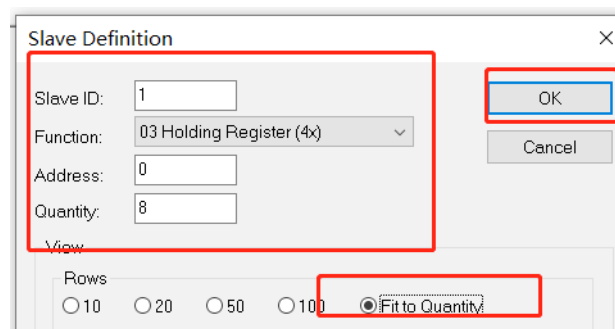 Slave Definition
Slave ID: 1 OK
Function: 03 Holding Register (4x)
Cancel
Address: 0
Quantity: 8
View
Rows
10 20 50 100 Fit to Quantity